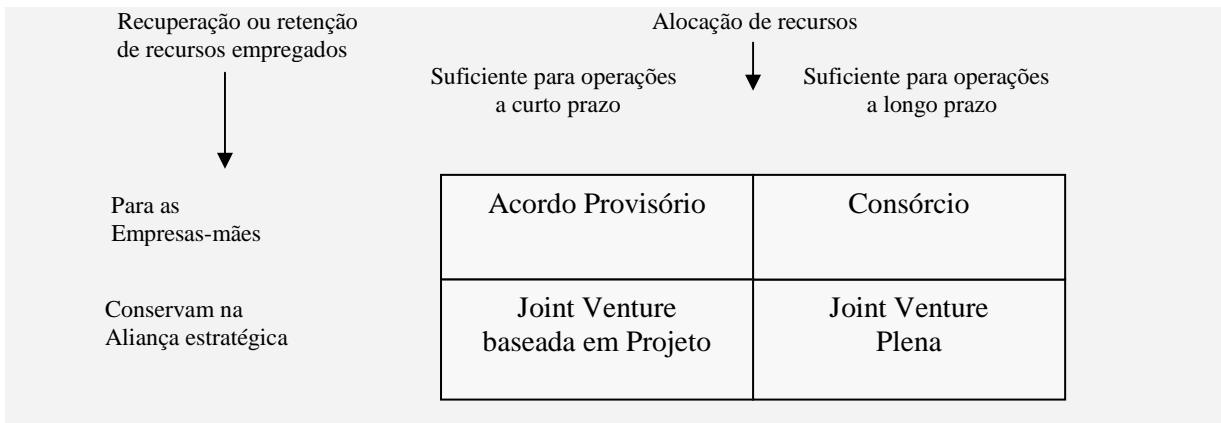 Recuperação ou retenção
de recursos empregados
Alocação de recursos
Suficiente para operações
a curto prazo
Suficiente para operações
a longo prazo
Para as
Empresas-mães
Acordo Provisório
Consórcio
Conservam na
Aliança estratégica
Joint Venture
baseada em Projeto
Joint Venture
Plena